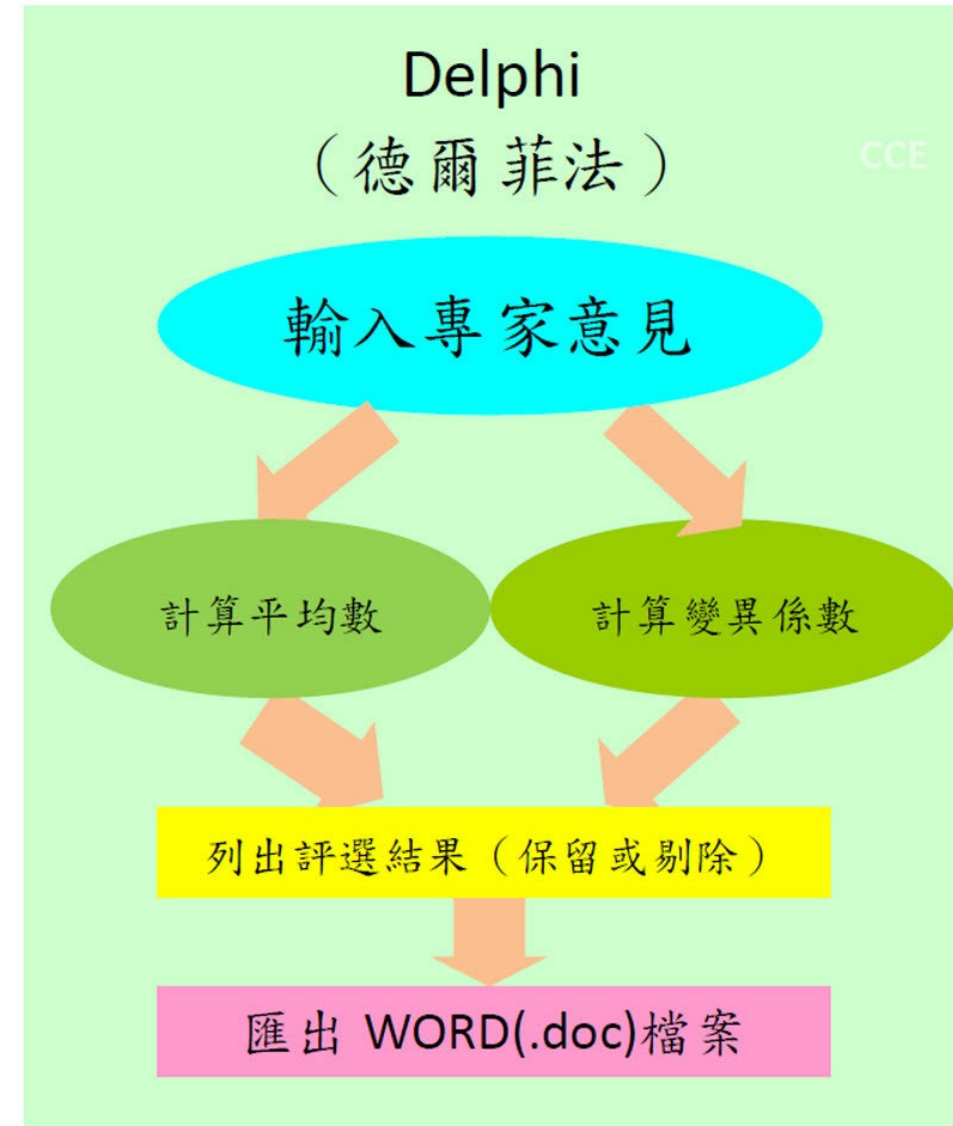 Delphi
（德爾菲法）
CCE
輸入專家意見
計算平均數
計算變異係數
列出評選結果（保留或剔除）
匯出 WORD(.doc)檔案